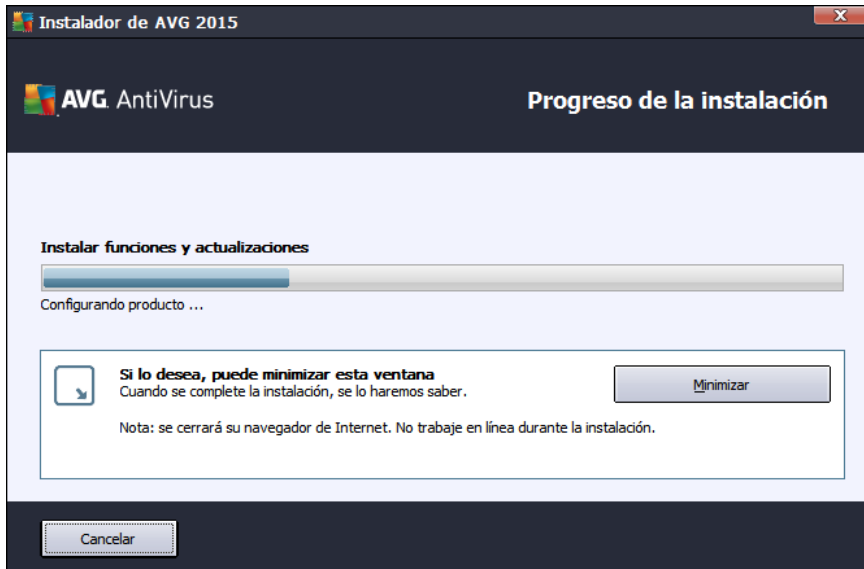 Instalador de AVG 2015
AVG. AntiVirus
Progreso de la instalación
Instalar funciones y actualizaciones
Configurando producto ...
Si lo desea, puede minimizar esta ventana
Cuando se complete la instalación, se lo haremos saber.
Minimizar
Nota: se cerrará su navegador de Internet. No trabaje en línea durante la instalación.
Cancelar